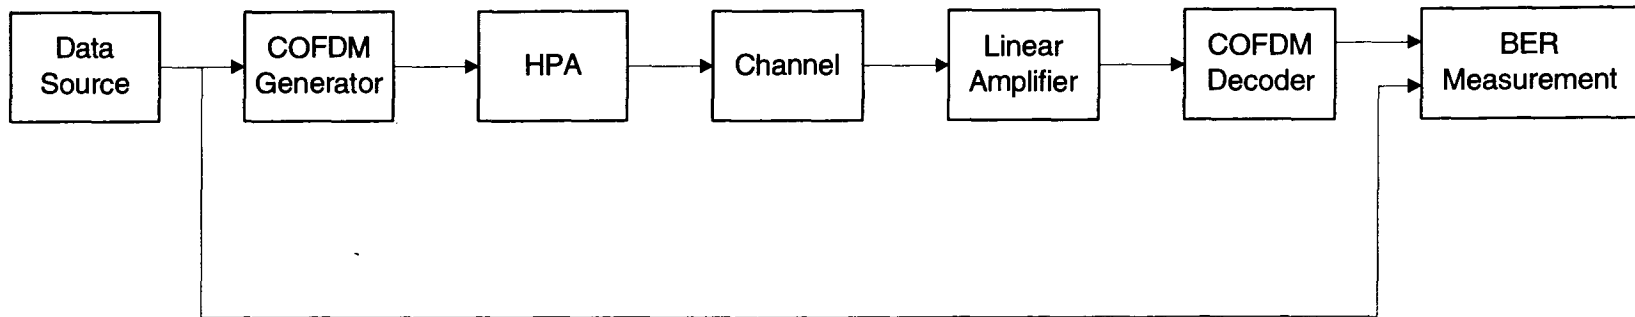 Data
Source
COFDM
Generator
HPA
Channel
Linear
Amplifier
COFDM
Decoder
BER
Measurement